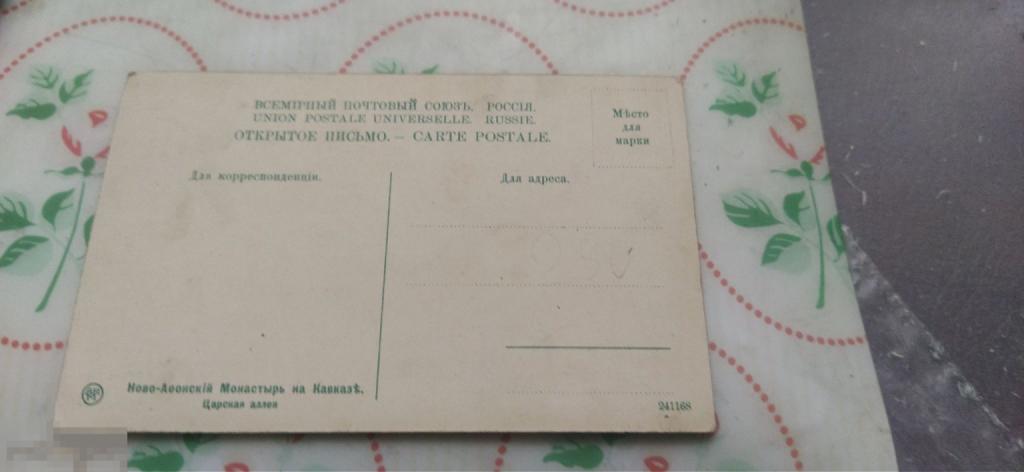 ВСЕМІРНЫЙ ПОЧТОВЫЙ СОЮЗЪ. РОССІЯ.
UNION POSTALE UNIVERSELLE. RUSSIE.
ОТКРЫТОЕ ПИСЬМО. — CARTE POSTALE.
Мѣсто
для
марки
Для корреспонденціи.
Для адреса.
Ново-Аѳонскій Монастырь на Кавказѣ.
Царская аллея
241168